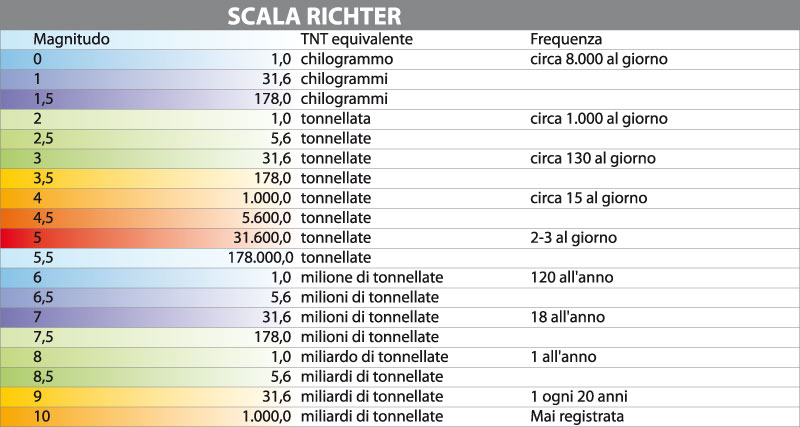 SCALA RICHTER
Magnitudo TNT equivalente Frequenza
0 1,0 chilogrammo circa 8.000 al giorno
1 31,6 chilogrammi
1,5 178,0 chilogrammi
2 1,0 tonnellata circa 1.000 al giorno
2,5 5,6 tonnellate
3 31,6 tonnellate circa 130 al giorno
3,5 178,0 tonnellate
4 1.000,0 tonnellate circa 15 al giorno
4,5 5.600,0 tonnellate
5 31.600,0 tonnellate 2-3 al giorno
5,5 178.000,0 tonnellate
6 1,0 milione di tonnellate 120 all'anno
6,5 5,6 milioni di tonnellate
7 31,6 milioni di tonnellate 18 all'anno
7,5 178,0 milioni di tonnellate
8 1,0 miliardo di tonnellate 1 all'anno
8,5 5,6 miliardi di tonnellate
9 31,6 miliardi di tonnellate 1 ogni 20 anni
10 1.000,0 miliardi di tonnellate Mai registrata